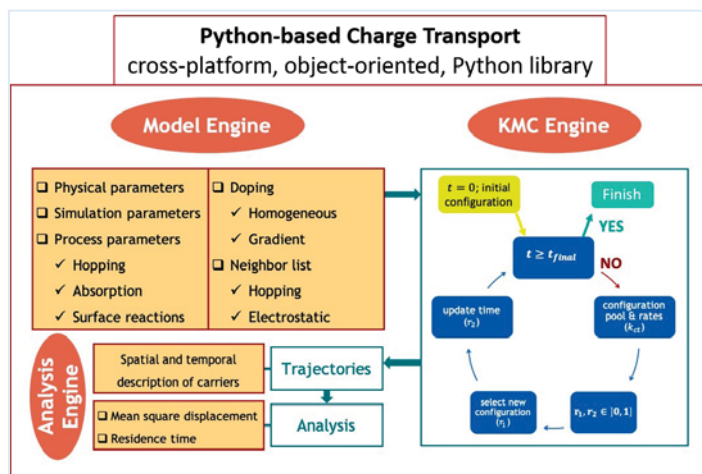 Python-based Charge Transport
cross-platform, object-oriented, Python library
Model Engine
KMC Engine
❑ Physical parameters
❑ Simulation parameters
❑ Process parameters
✓ Hopping
✓ Absorption
✓ Surface reactions
❑ Doping
✓ Homogeneous
✓ Gradient
❑ Neighbor list
✓ Hopping
✓ Electrostatic
t = 0; initial
configuration
Finish
YES
t ≥ t_final
NO
configuration
pool & rates
(k_ct)
r₁, r₂ ∈ ]0, 1]
select new
configuration
(r₁)
update time
(r₂)
Analysis
Engine
Spatial and temporal
description of carriers
Trajectories
❑ Mean square displacement
❑ Residence time
Analysis